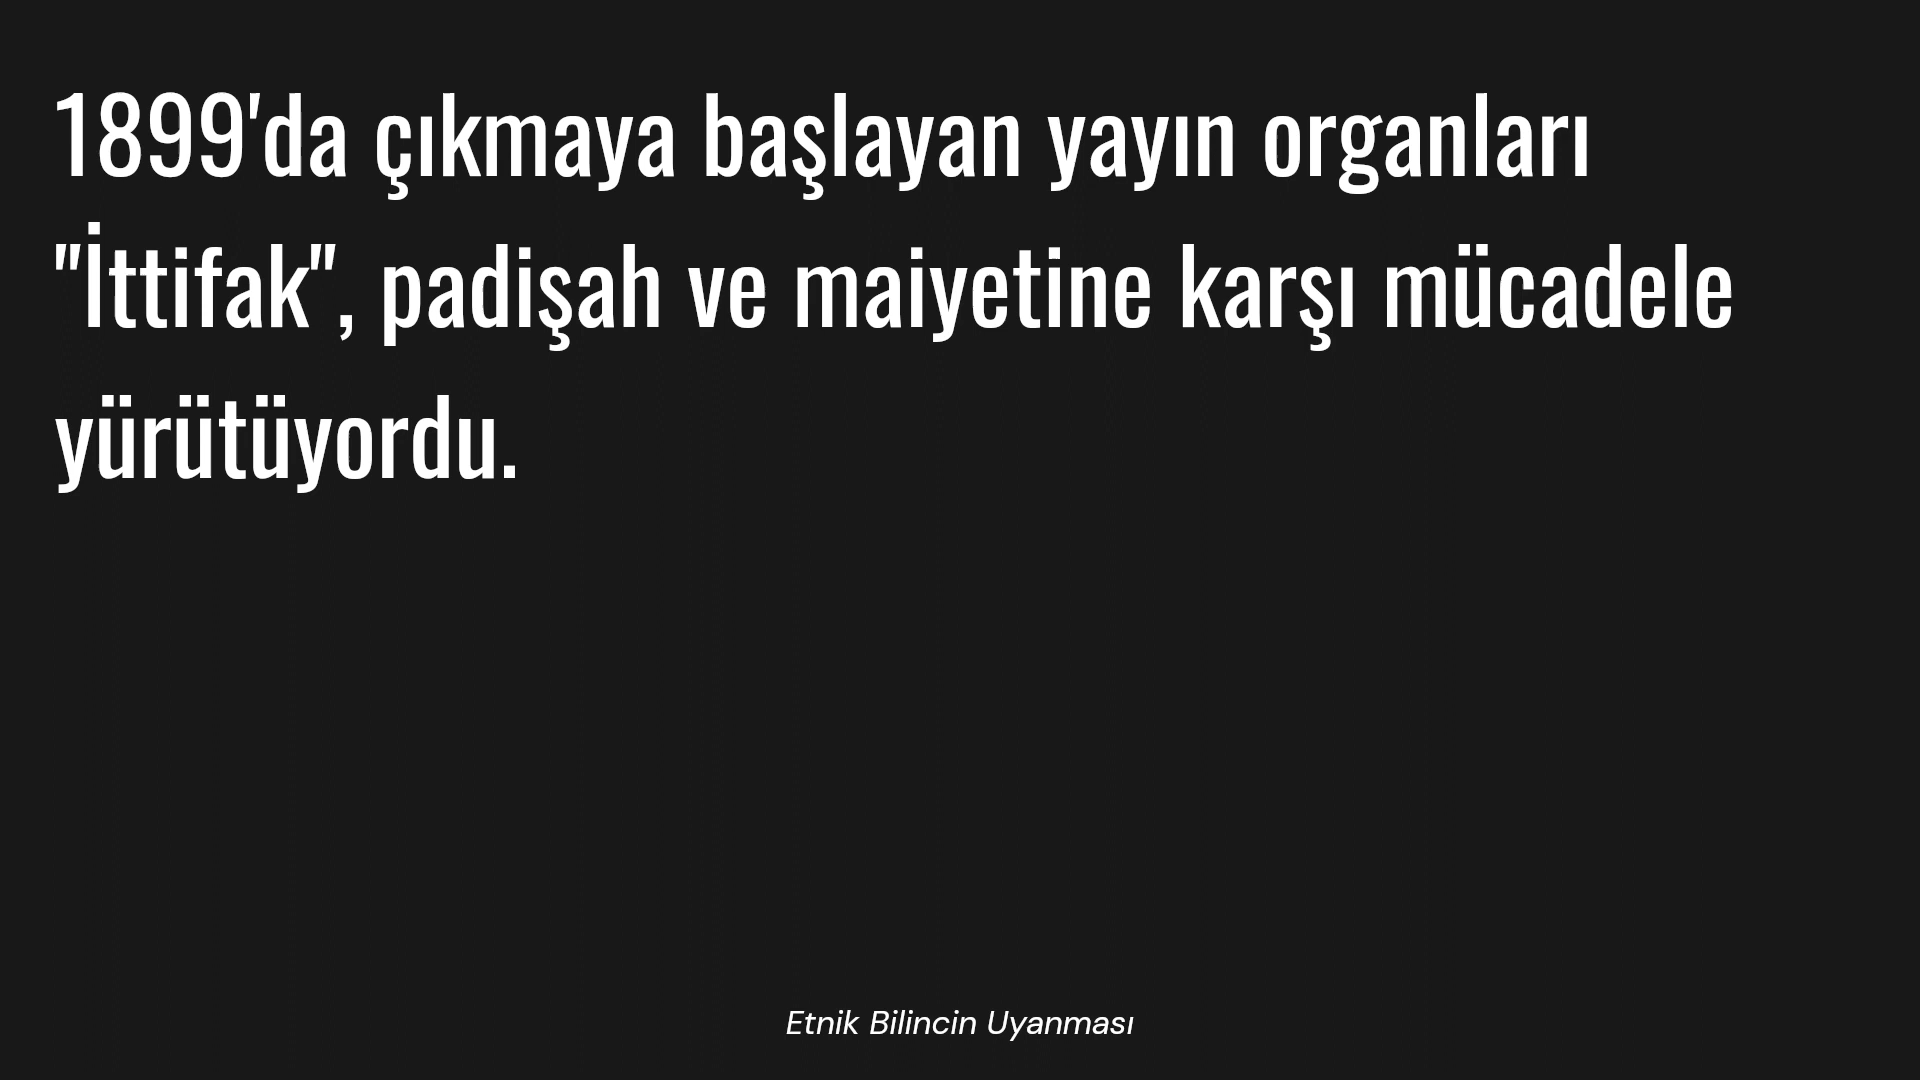 1899'da çıkmaya başlayan yayın organları
"İttifak", padişah ve maiyetine karşı mücadele
yürütüyordu.
Etnik Bilincin Uyanması